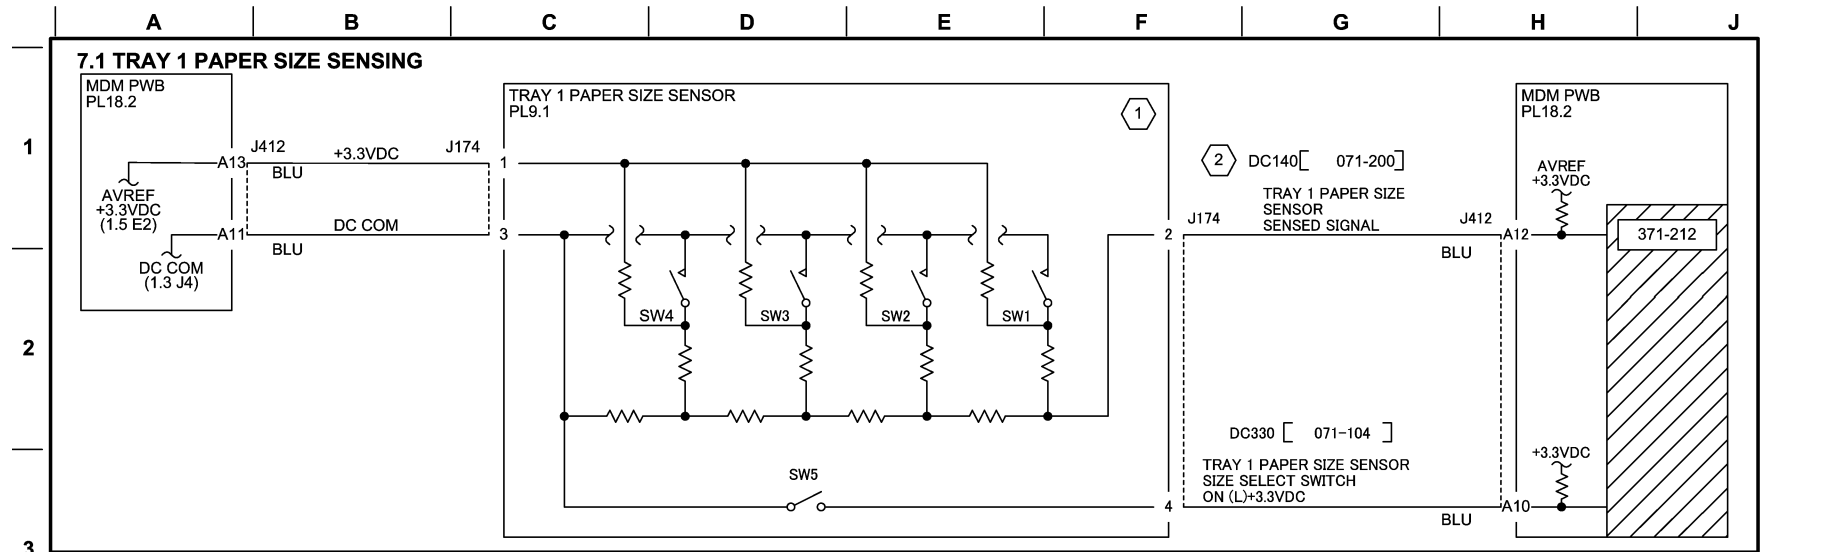 A B C D E F G H J
7.1 TRAY 1 PAPER SIZE SENSING
MDM PWB
PL18.2
TRAY 1 PAPER SIZE SENSOR
PL9.1
1
MDM PWB
PL18.2
1
J412
+3.3VDC
J174
A13
BLU
1
AVREF
+3.3VDC
(1.5 E2)
A11
DC COM
3
BLU
DC COM
(1.3 J4)
2
DC140[ 071-200]
TRAY 1 PAPER SIZE
SENSOR
SENSED SIGNAL
AVREF
+3.3VDC
2
J174
J412
A12
BLU
371-212
2
SW4
SW3
SW2
SW1
DC330 [ 071-104 ]
TRAY 1 PAPER SIZE SENSOR
SIZE SELECT SWITCH
ON (L)+3.3VDC
+3.3VDC
SW5
4
A10
BLU
3